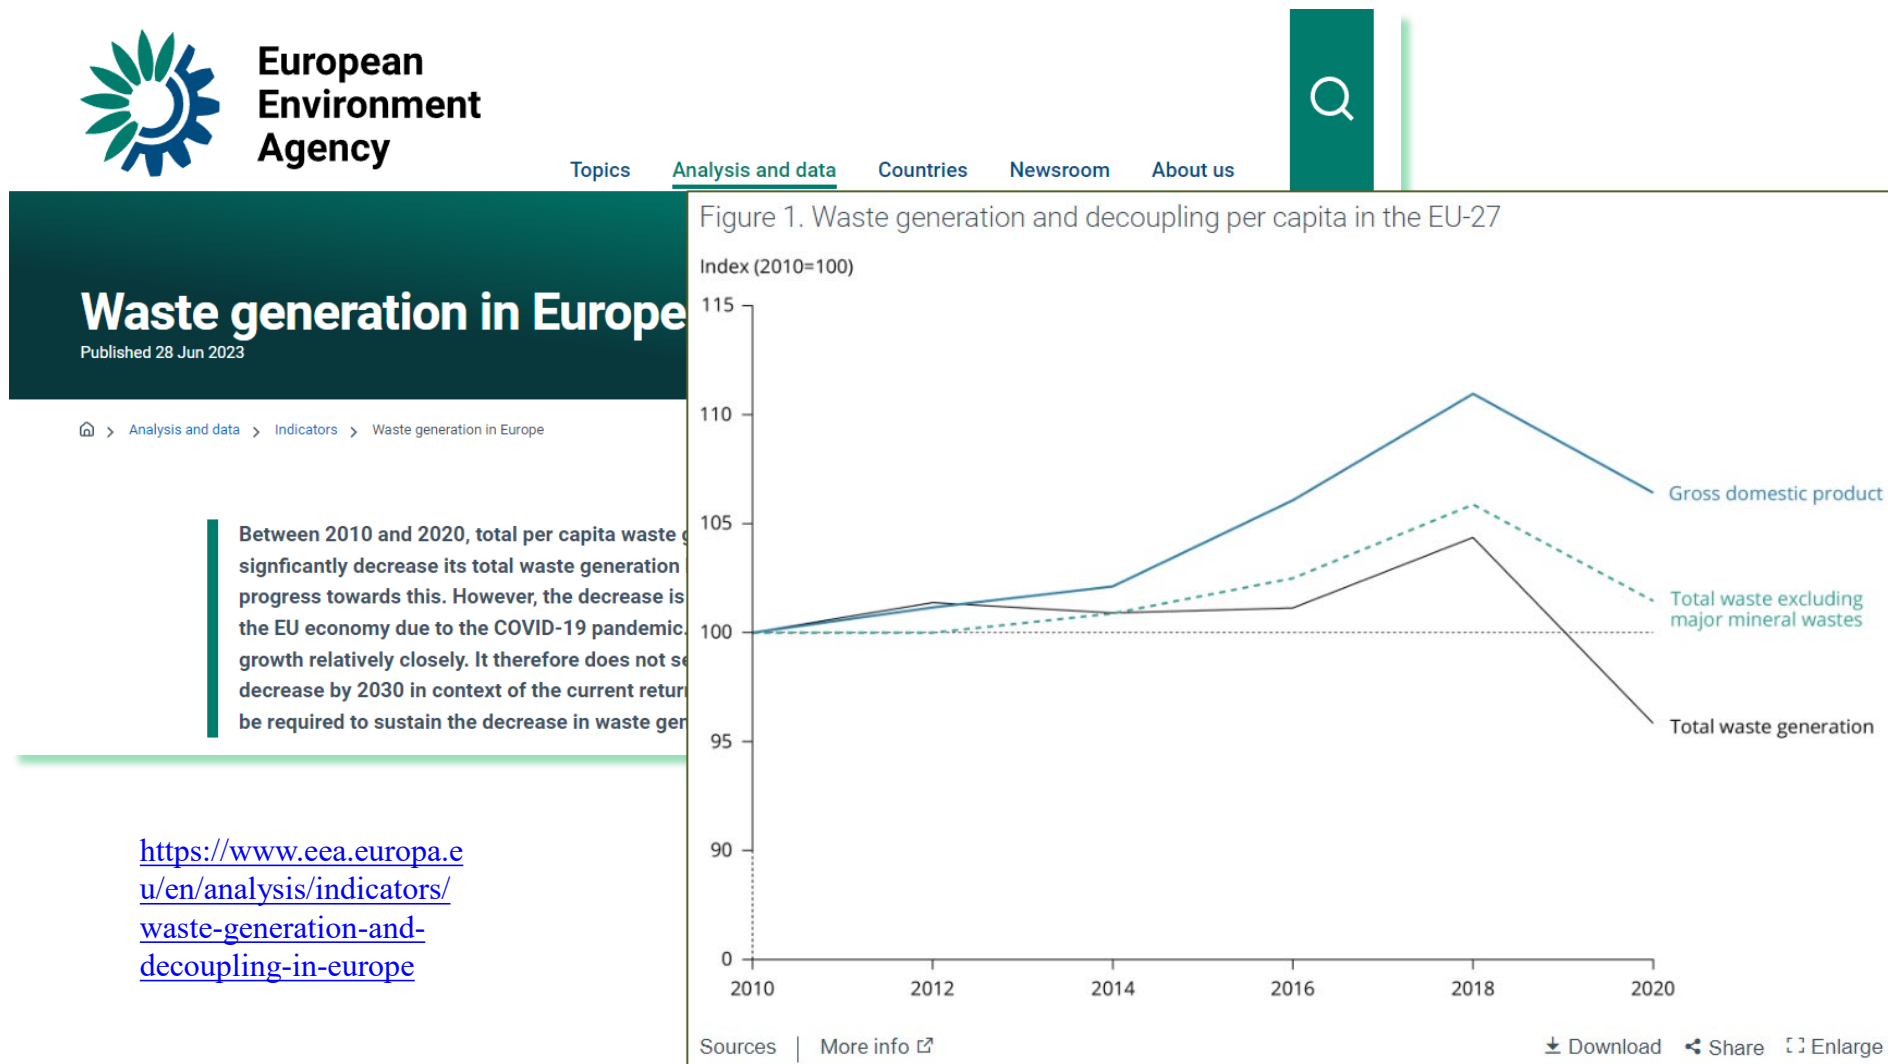 European
Environment
Agency
Topics
Analysis and data
Countries
Newsroom
About us
Waste generation in Europe
Published 28 Jun 2023
Analysis and data
Indicators
Waste generation in Europe
Between 2010 and 2020, total per capita waste
signficantly decrease its total waste generation
progress towards this. However, the decrease is
the EU economy due to the COVID-19 pandemic.
growth relatively closely. It therefore does not
decrease by 2030 in context of the current
be required to sustain the decrease in waste
https://www.eea.europa.e
u/en/analysis/indicators/
waste-generation-and-
decoupling-in-europe
Figure 1. Waste generation and decoupling per capita in the EU-27
Index (2010=100)
115
110
105
100
95
90
0
2010
2012
2014
2016
2018
2020
Gross domestic product
Total waste excluding
major mineral wastes
Total waste generation
Sources
More info
Download
Share
Enlarge